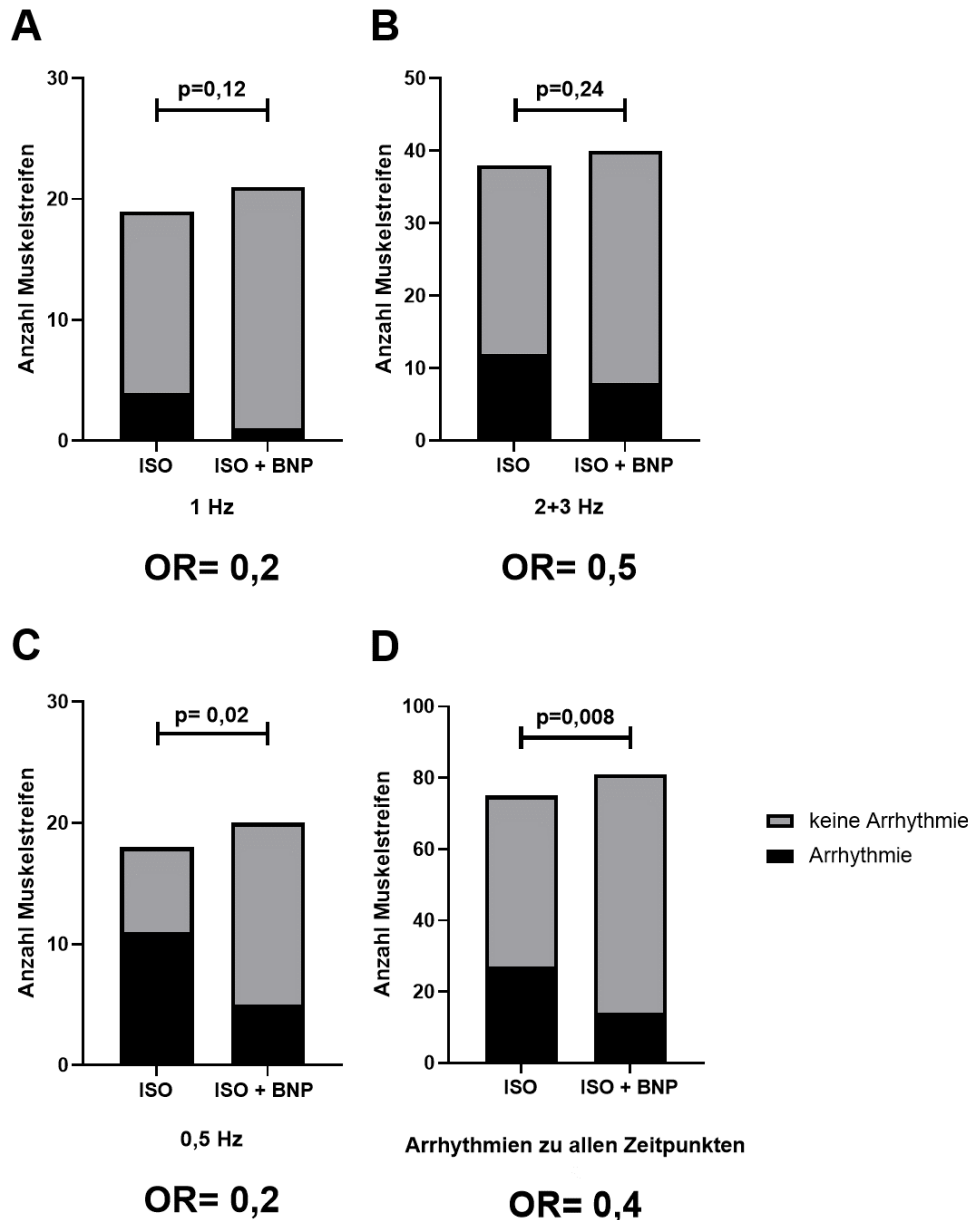 A
Anzahl Muskelstreifen
30
20
10
0
p=0,12
ISO
ISO + BNP
1 Hz
OR= 0,2
B
Anzahl Muskelstreifen
50
40
30
20
10
0
p=0,24
ISO
ISO + BNP
2+3 Hz
OR= 0,5
C
Anzahl Muskelstreifen
30
20
10
0
p= 0,02
ISO
ISO + BNP
0,5 Hz
OR= 0,2
D
Anzahl Muskelstreifen
100
80
60
40
20
0
p=0,008
ISO
ISO + BNP
Arrhythmien zu allen Zeitpunkten
OR= 0,4
keine Arrhythmie
Arrhythmie